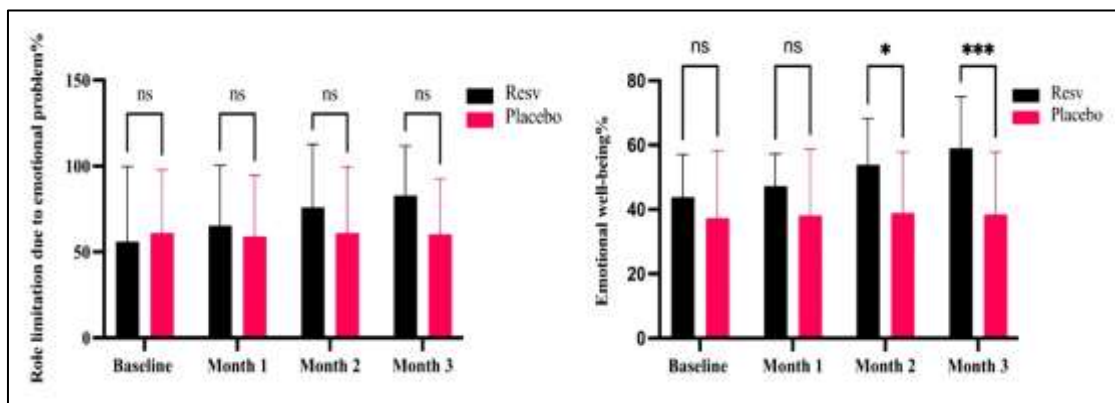 Role limitation due to emotional problem%
150
100
50
0
ns
ns
ns
ns
Resv
Placebo
Baseline
Month 1
Month 2
Month 3
Emotional well-being%
80
60
40
20
0
ns
ns
*
***
Resv
Placebo
Baseline
Month 1
Month 2
Month 3